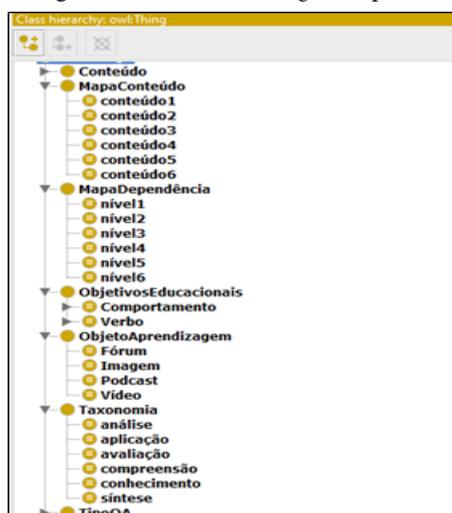 Class hierarchy: owl:Thing
Conteúdo
MapaConteúdo
conteúdo1
conteúdo2
conteúdo3
conteúdo4
conteúdo5
conteúdo6
MapaDependência
nível1
nível2
nível3
nível4
nível5
nível6
ObjetivosEducacionais
Comportamento
Verbo
ObjetoAprendizagem
Fórum
Imagem
Podcast
Vídeo
Taxonomia
análise
aplicação
avaliação
compreensão
conhecimento
síntese
TipoOA